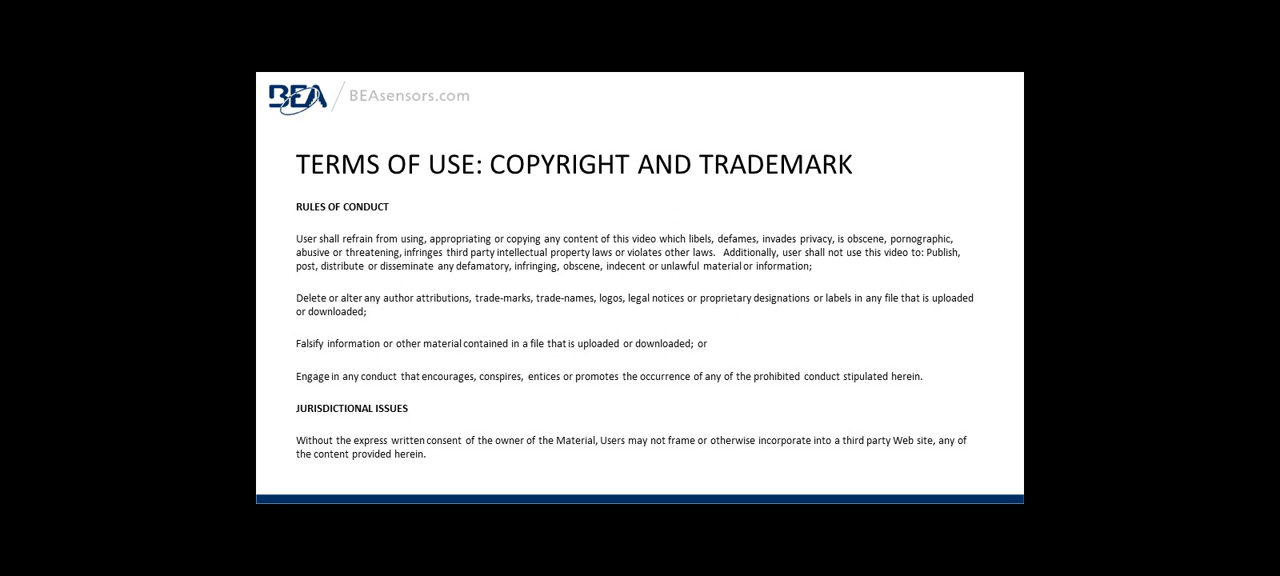 BEA / BEAsensors.com
TERMS OF USE: COPYRIGHT AND TRADEMARK
RULES OF CONDUCT
User shall refrain from using, appropriating or copying any content of this video which libels, defames, invades privacy, is obscene, pornographic,
abusive or threatening, infringes third party intellectual property laws or violates other laws. Additionally, user shall not use this video to: Publish,
post, distribute or disseminate any defamatory, infringing, obscene, indecent or unlawful material or information;
Delete or alter any author attributions, trade-marks, trade-names, logos, legal notices or proprietary designations or labels in any file that is uploaded
or downloaded;
Falsify information or other material contained in a file that is uploaded or downloaded; or
Engage in any conduct that encourages, conspires, entices or promotes the occurrence of any of the prohibited conduct stipulated herein.
JURISDICTIONAL ISSUES
Without the express written consent of the owner of the Material, Users may not frame or otherwise incorporate into a third party Web site, any of
the content provided herein.